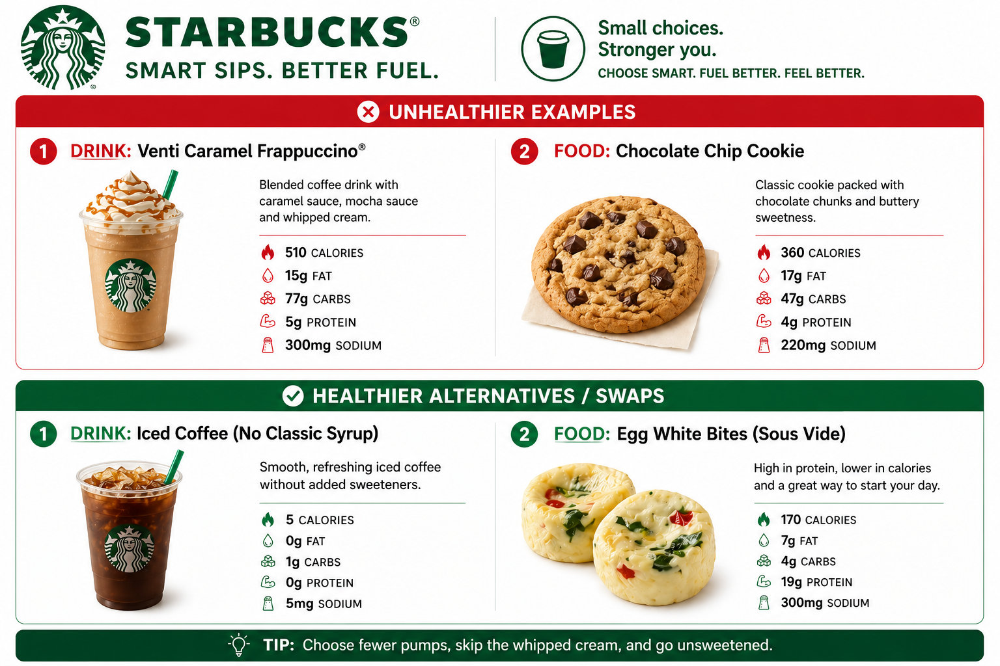 STARBUCKS®
SMART SIPS. BETTER FUEL.
®
Small choices.
Stronger you.
CHOOSE SMART. FUEL BETTER. FEEL BETTER.
UNHEALTHIER EXAMPLES
1 DRINK: Venti Caramel Frappuccino®
Blended coffee drink with
caramel sauce, mocha sauce
and whipped cream.
510 CALORIES
15g FAT
77g CARBS
5g PROTEIN
300mg SODIUM
2 FOOD: Chocolate Chip Cookie
Classic cookie packed with
chocolate chunks and buttery
sweetness.
360 CALORIES
17g FAT
47g CARBS
4g PROTEIN
220mg SODIUM
HEALTHIER ALTERNATIVES / SWAPS
1 DRINK: Iced Coffee (No Classic Syrup)
Smooth, refreshing iced coffee
without added sweeteners.
5 CALORIES
0g FAT
1g CARBS
0g PROTEIN
5mg SODIUM
2 FOOD: Egg White Bites (Sous Vide)
High in protein, lower in calories
and a great way to start your day.
170 CALORIES
7g FAT
4g CARBS
19g PROTEIN
300mg SODIUM
TIP: Choose fewer pumps, skip the whipped cream, and go unsweetened.